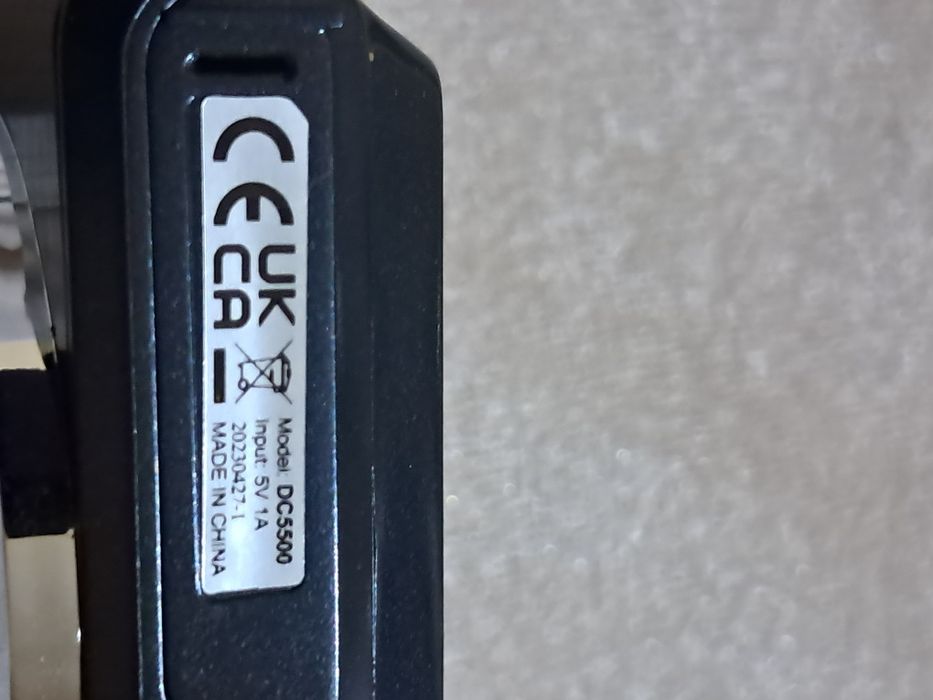 CE
UK
CA
Model: DC5500
Input: 5V 1A
20230427-1
MADE IN CHINA